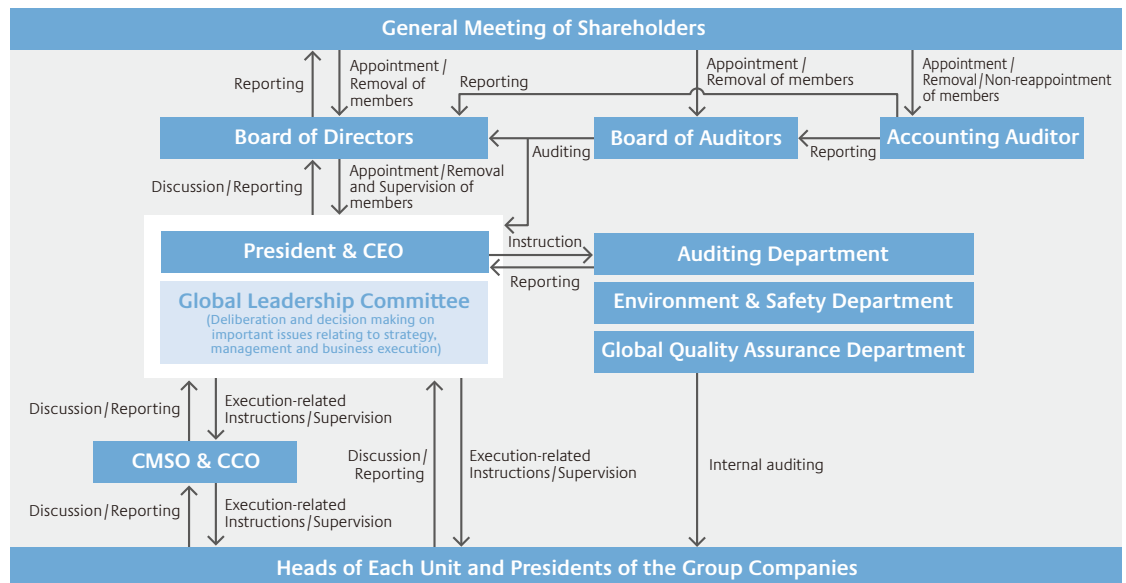 General Meeting of Shareholders
Reporting
Appointment/
Removal of
members
Reporting
Appointment/
Removal of members
Appointment/
Removal/Non-reappointment
of members
Board of Directors
Auditing
Board of Auditors
Reporting
Accounting Auditor
Discussion/Reporting
Appointment/Removal
and Supervision of
members
President & CEO
Instruction
Reporting
Auditing Department
Global Leadership Committee
(Deliberation and decision making on
important issues relating to strategy,
management and business execution)
Environment & Safety Department
Global Quality Assurance Department
Discussion/Reporting
Execution-related
Instructions/Supervision
CMSO & CCO
Discussion/
Reporting
Execution-related
Instructions/Supervision
Internal auditing
Discussion/Reporting
Execution-related
Instructions/Supervision
Heads of Each Unit and Presidents of the Group Companies